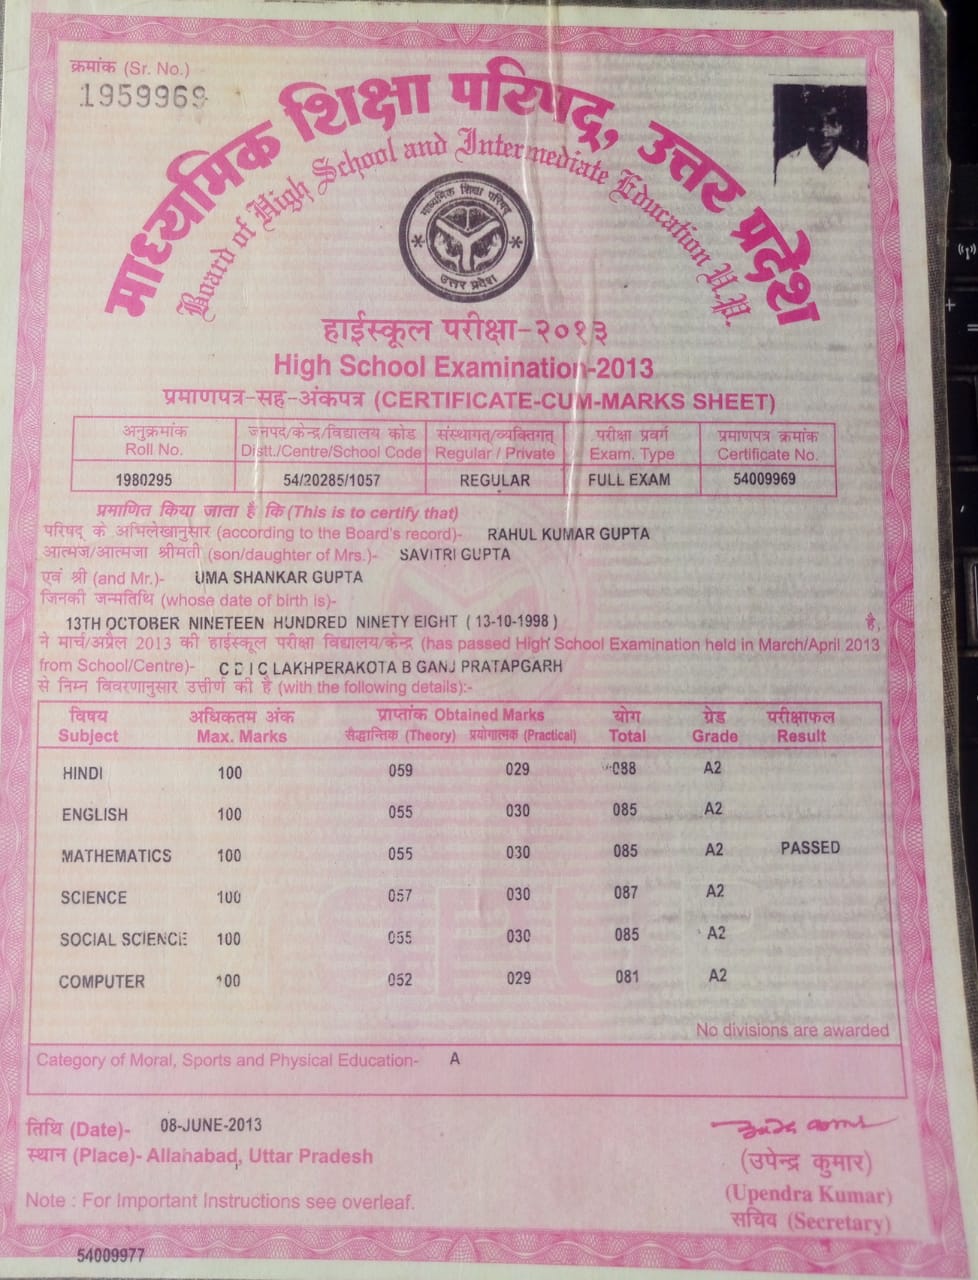 क्रमांक (Sr. No.)
1959969
माध्यमिक शिक्षा परिषद्, उत्तर प्रदेश
Board of High School and Intermediate Education U.P.
माध्यमिक शिक्षा परिषद्
उत्तर प्रदेश
हाईस्कूल परीक्षा-२०१३
High School Examination-2013
प्रमाणपत्र-सह-अंकपत्र (CERTIFICATE-CUM-MARKS SHEET)
अनुक्रमांक जनपद/केन्द्र/विद्यालय कोड संस्थागत/व्यक्तिगत् परीक्षा प्रवर्ग प्रमाणपत्र क्रमांक
Roll No. Distt./Centre/School Code Regular / Private Exam. Type Certificate No.
1980295 54/20285/1057 REGULAR FULL EXAM 54009969
प्रमाणित किया जाता है कि (This is to certify that)
परिषद् के अभिलेखानुसार (according to the Board's record)- RAHUL KUMAR GUPTA
आत्मज/आत्मजा श्रीमती (son/daughter of Mrs.)- SAVITRI GUPTA
एवं श्री (and Mr.)- UMA SHANKAR GUPTA
जिनकी जन्मतिथि (whose date of birth is)-
13TH OCTOBER NINETEEN HUNDRED NINETY EIGHT ( 13-10-1998 ) है,
ने मार्च/अप्रैल 2013 की हाईस्कूल परीक्षा विद्यालय/केन्द्र (has passed High School Examination held in March/April 2013
from School/Centre)- C D I C LAKHPERAKOTA B GANJ PRATAPGARH
से निम्न विवरणानुसार उत्तीर्ण की है (with the following details):-
विषय अधिकतम अंक प्राप्तांक Obtained Marks योग ग्रेड परीक्षाफल
Subject Max. Marks सैद्धान्तिक (Theory) प्रयोगात्मक (Practical) Total Grade Result
HINDI 100 059 029 088 A2
ENGLISH 100 055 030 085 A2
MATHEMATICS 100 055 030 085 A2 PASSED
SCIENCE 100 057 030 087 A2
SOCIAL SCIENCE 100 055 030 085 A2
COMPUTER 100 052 029 081 A2
No divisions are awarded
Category of Moral, Sports and Physical Education- A
तिथि (Date)- 08-JUNE-2013
स्थान (Place)- Allahabad, Uttar Pradesh
(उपेन्द्र कुमार)
(Upendra Kumar)
सचिव (Secretary)
Note : For Important Instructions see overleaf.
54009977